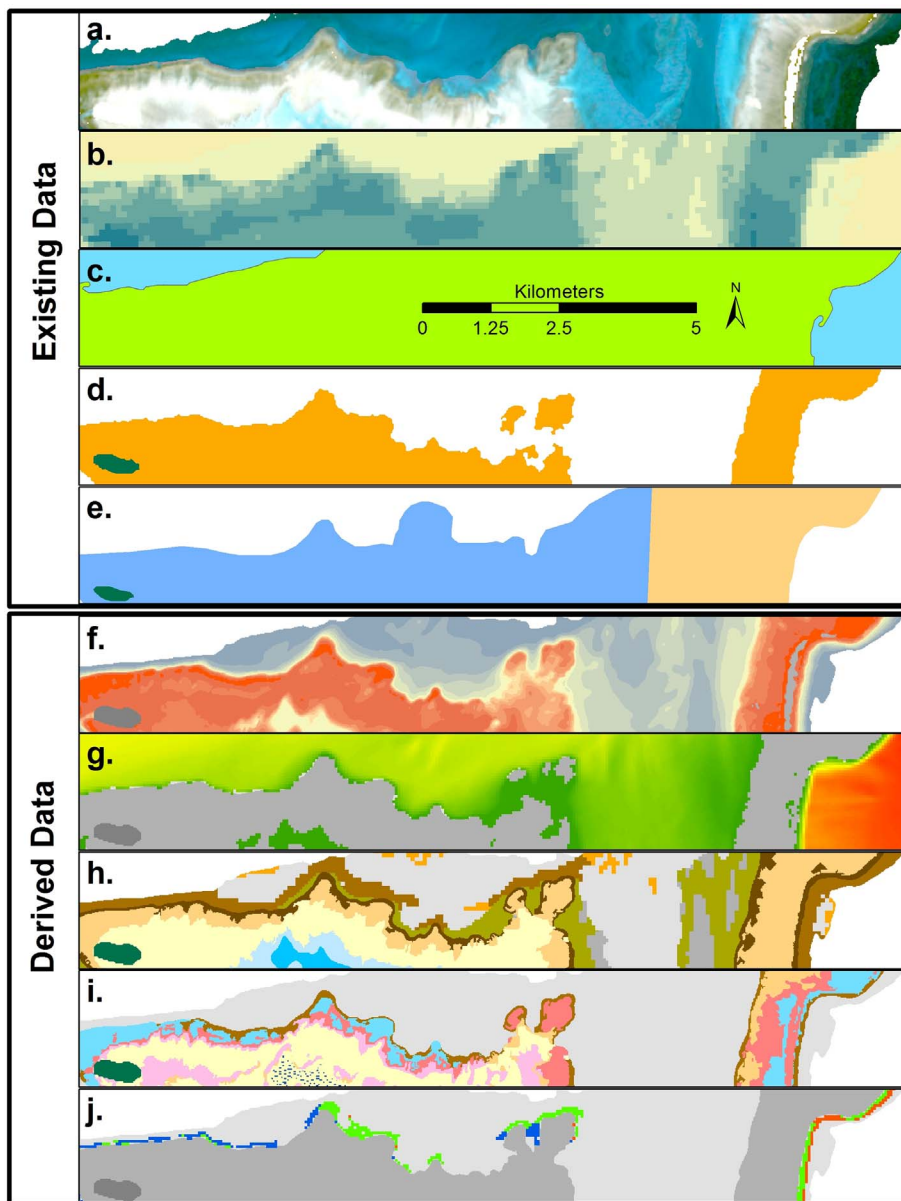 Existing Data
a.
b.
c.
Kilometers
N
0 1.25 2.5 5
d.
e.
Derived Data
f.
g.
h.
i.
j.